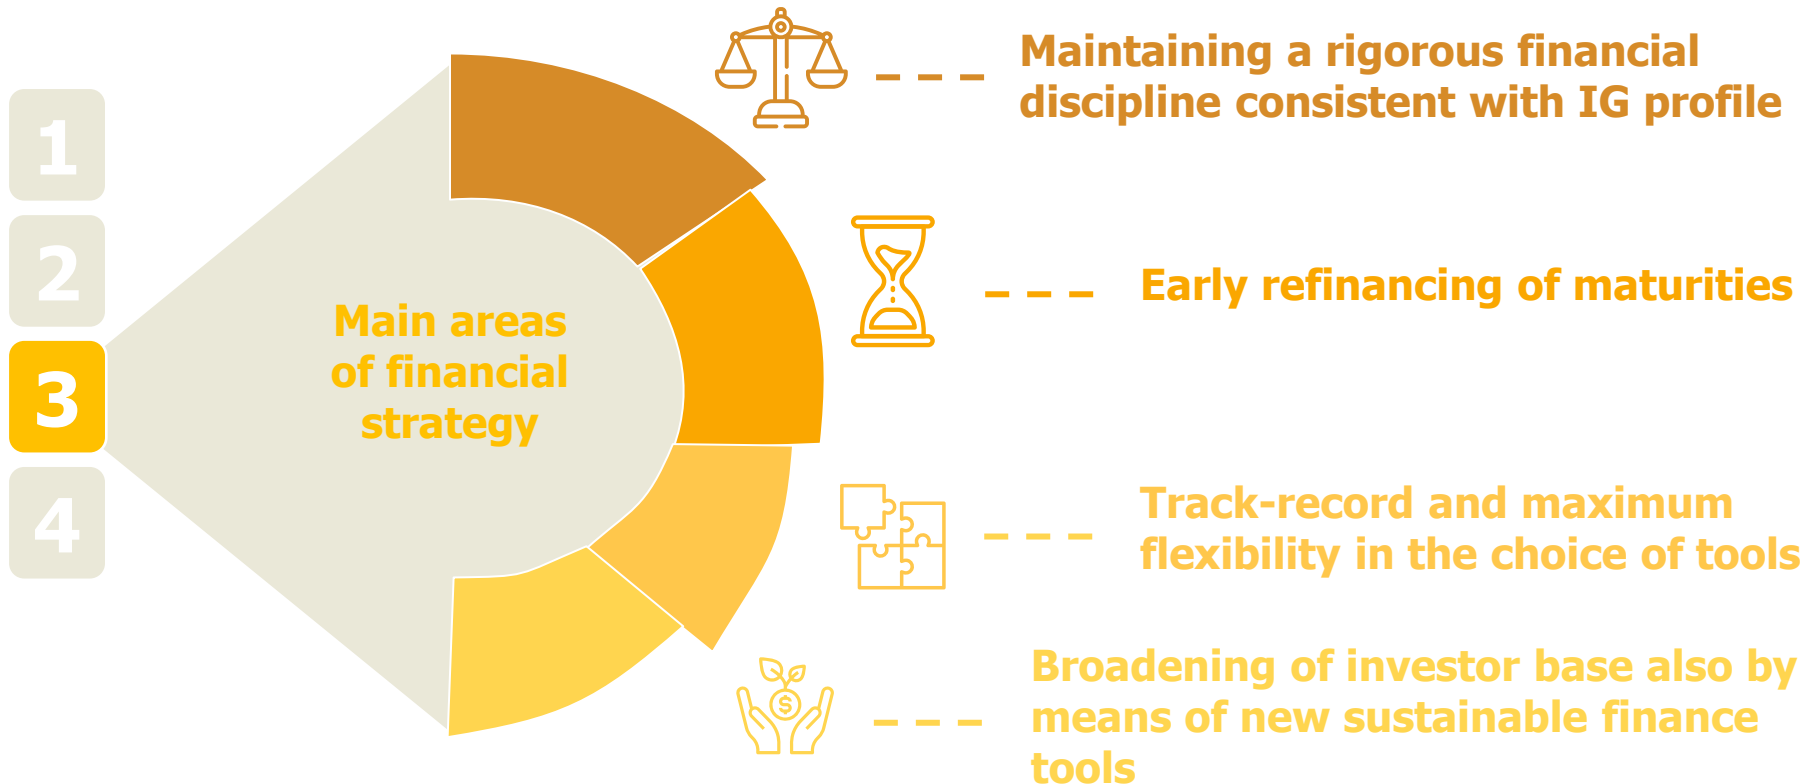 1
2
3
4
Main areas
of financial
strategy
Maintaining a rigorous financial
discipline consistent with IG profile
Early refinancing of maturities
Track-record and maximum
flexibility in the choice of tools
$
Broadening of investor base also by
means of new sustainable finance
tools